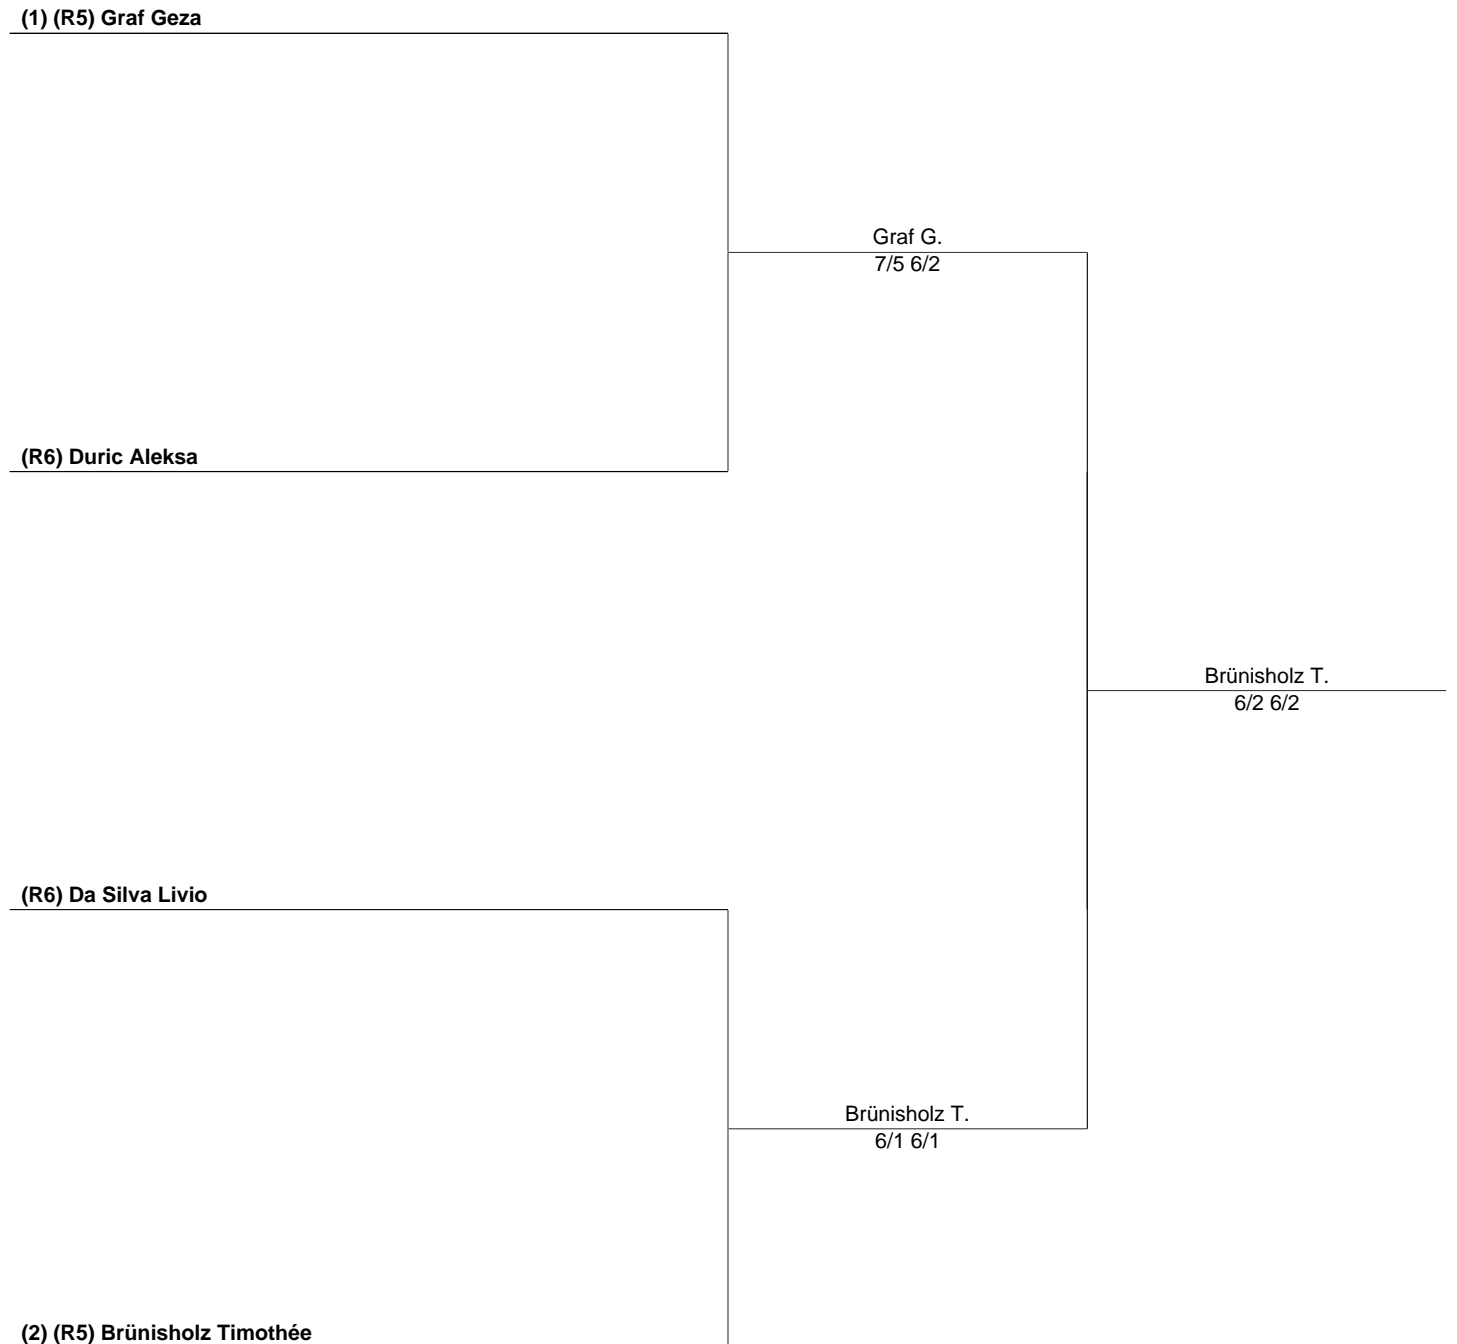 (1) (R5) Graf Geza
Graf G.
7/5 6/2
(R6) Duric Aleksa
Brünisholz T.
6/2 6/2
(R6) Da Silva Livio
Brünisholz T.
6/1 6/1
(2) (R5) Brünisholz Timothée